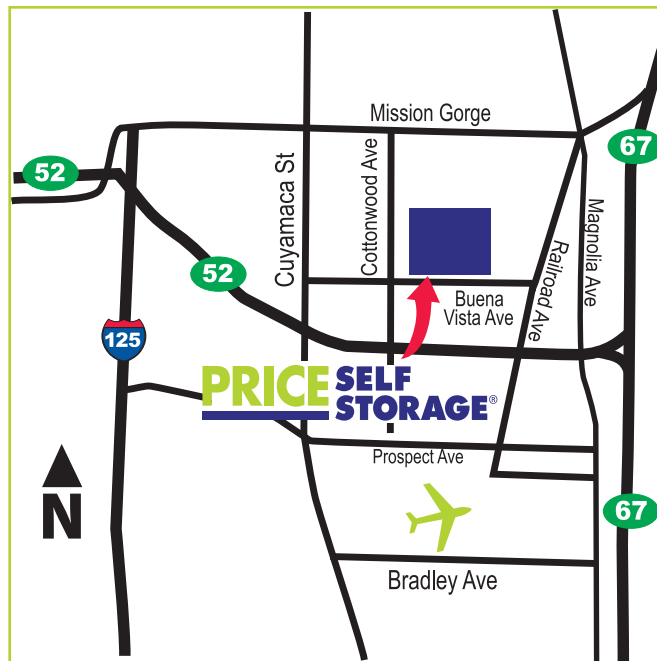 Mission Gorge
67
52
Cuyamaca St
Cottonwood Ave
Magnolia Ave
Railroad Ave
52
Buena
Vista Ave
125
PRICE SELF
STORAGE®
Prospect Ave
N
67
Bradley Ave